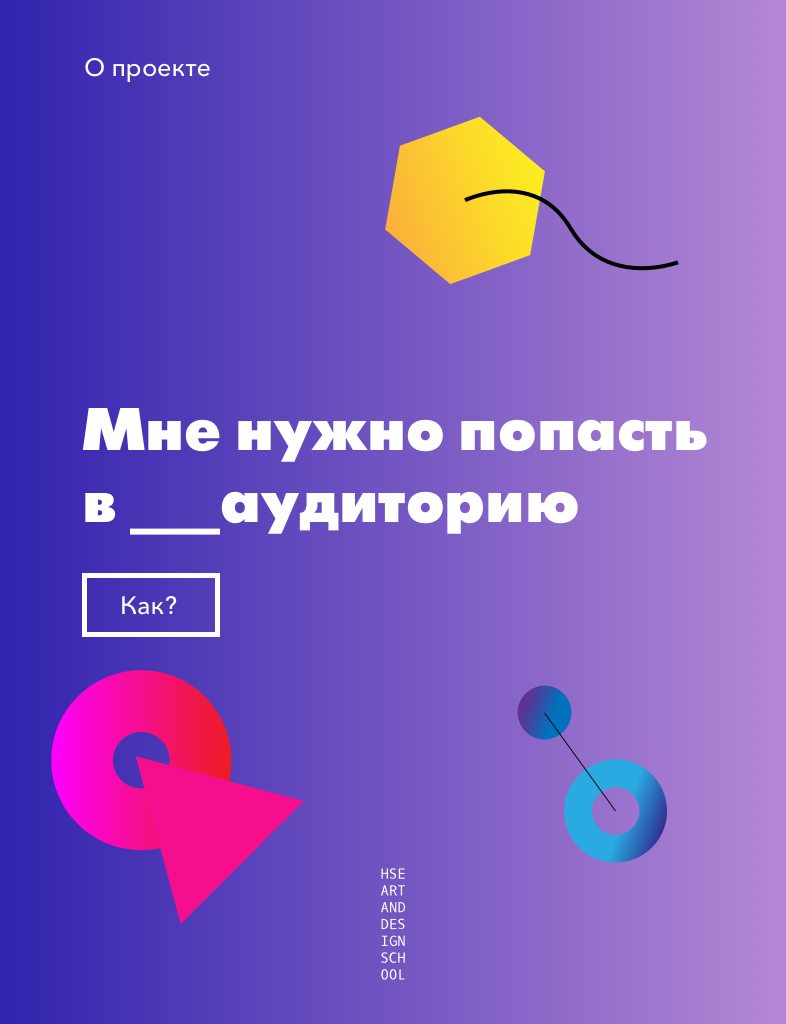 О проекте
Мне нужно попасть
в ___аудиторию
Как?
HSE
ART
AND
DES
IGN
SCH
OOL